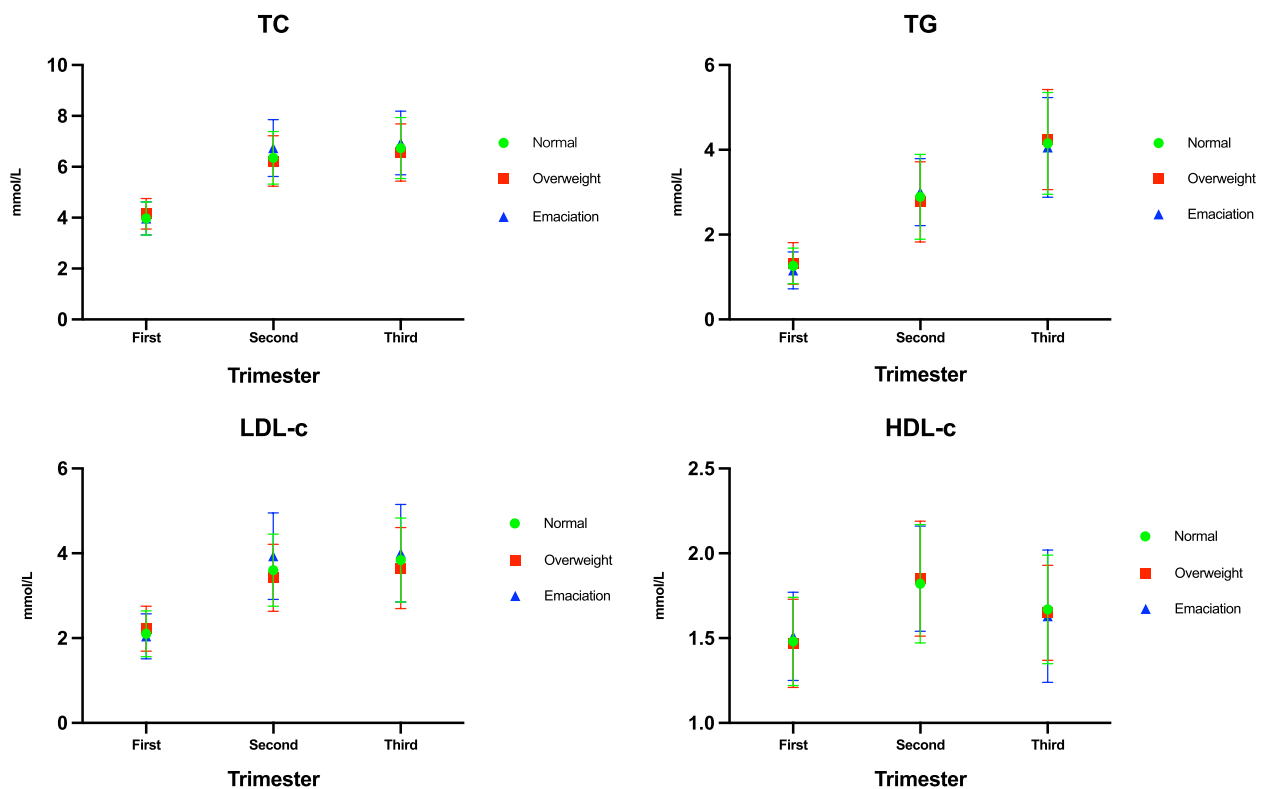 TC
10
8
6
4
2
0
mmol/L
First Second Third
Trimester
Normal
Overweight
Emaciation
TG
6
4
2
0
mmol/L
First Second Third
Trimester
Normal
Overweight
Emaciation
LDL-c
6
4
2
0
mmol/L
First Second Third
Trimester
Normal
Overweight
Emaciation
HDL-c
2.5
2.0
1.5
1.0
mmol/L
First Second Third
Trimester
Normal
Overweight
Emaciation